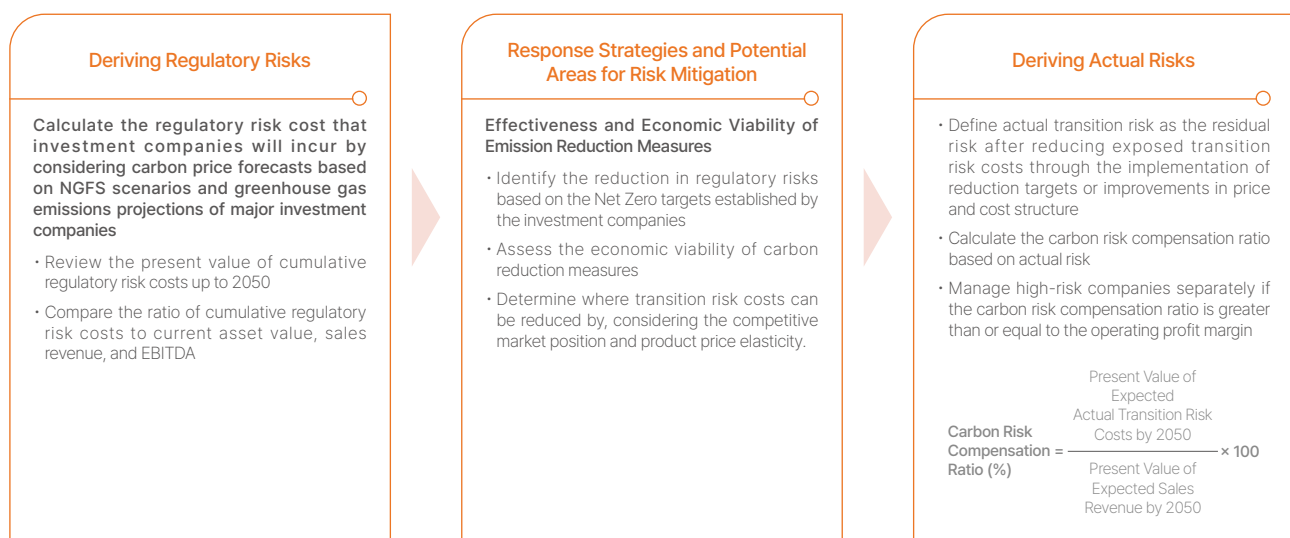 Deriving Regulatory Risks
Calculate the regulatory risk cost that
investment companies will incur by
considering carbon price forecasts based
on NGFS scenarios and greenhouse gas
emissions projections of major investment
companies
· Review the present value of cumulative
regulatory risk costs up to 2050
· Compare the ratio of cumulative regulatory
risk costs to current asset value, sales
revenue, and EBITDA
Response Strategies and Potential
Areas for Risk Mitigation
Effectiveness and Economic Viability of
Emission Reduction Measures
· Identify the reduction in regulatory risks
based on the Net Zero targets established by
the investment companies
· Assess the economic viability of carbon
reduction measures
· Determine where transition risk costs can
be reduced by, considering the competitive
market position and product price elasticity.
Deriving Actual Risks
· Define actual transition risk as the residual
risk after reducing exposed transition
risk costs through the implementation of
reduction targets or improvements in price
and cost structure
· Calculate the carbon risk compensation ratio
based on actual risk
· Manage high-risk companies separately if
the carbon risk compensation ratio is greater
than or equal to the operating profit margin
Carbon Risk
Compensation =
Ratio (%)
Present Value of
Expected
Actual Transition Risk
Costs by 2050
Present Value of
Expected Sales
Revenue by 2050
× 100